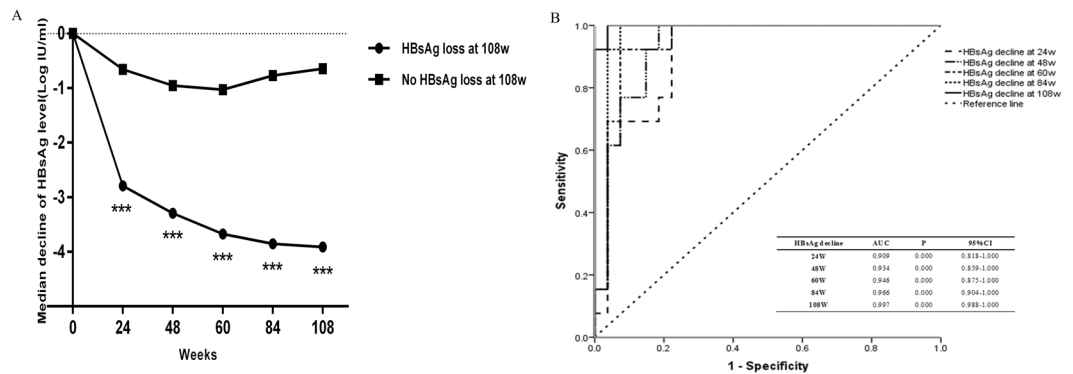 A
Median decline of HBsAg level(Log IU/ml)
0
-1
-2
-3
-4
***
***
***
***
***
0 24 48 60 84 108
Weeks
HBsAg loss at 108w
No HBsAg loss at 108w
B
Sensitivity
1.0
0.8
0.6
0.4
0.2
0.0
0.0 0.2 0.4 0.6 0.8 1.0
1 - Specificity
HBsAg decline at 24w
HBsAg decline at 48w
HBsAg decline at 60w
HBsAg decline at 84w
HBsAg decline at 108w
Reference line
HBsAg decline AUC P 95%CI
24W 0.909 0.000 0.818-1.000
48W 0.934 0.000 0.859-1.000
60W 0.946 0.000 0.875-1.000
84W 0.966 0.000 0.904-1.000
108W 0.997 0.000 0.988-1.000